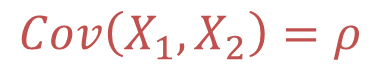 Cov(X₁, X₂) = ρ